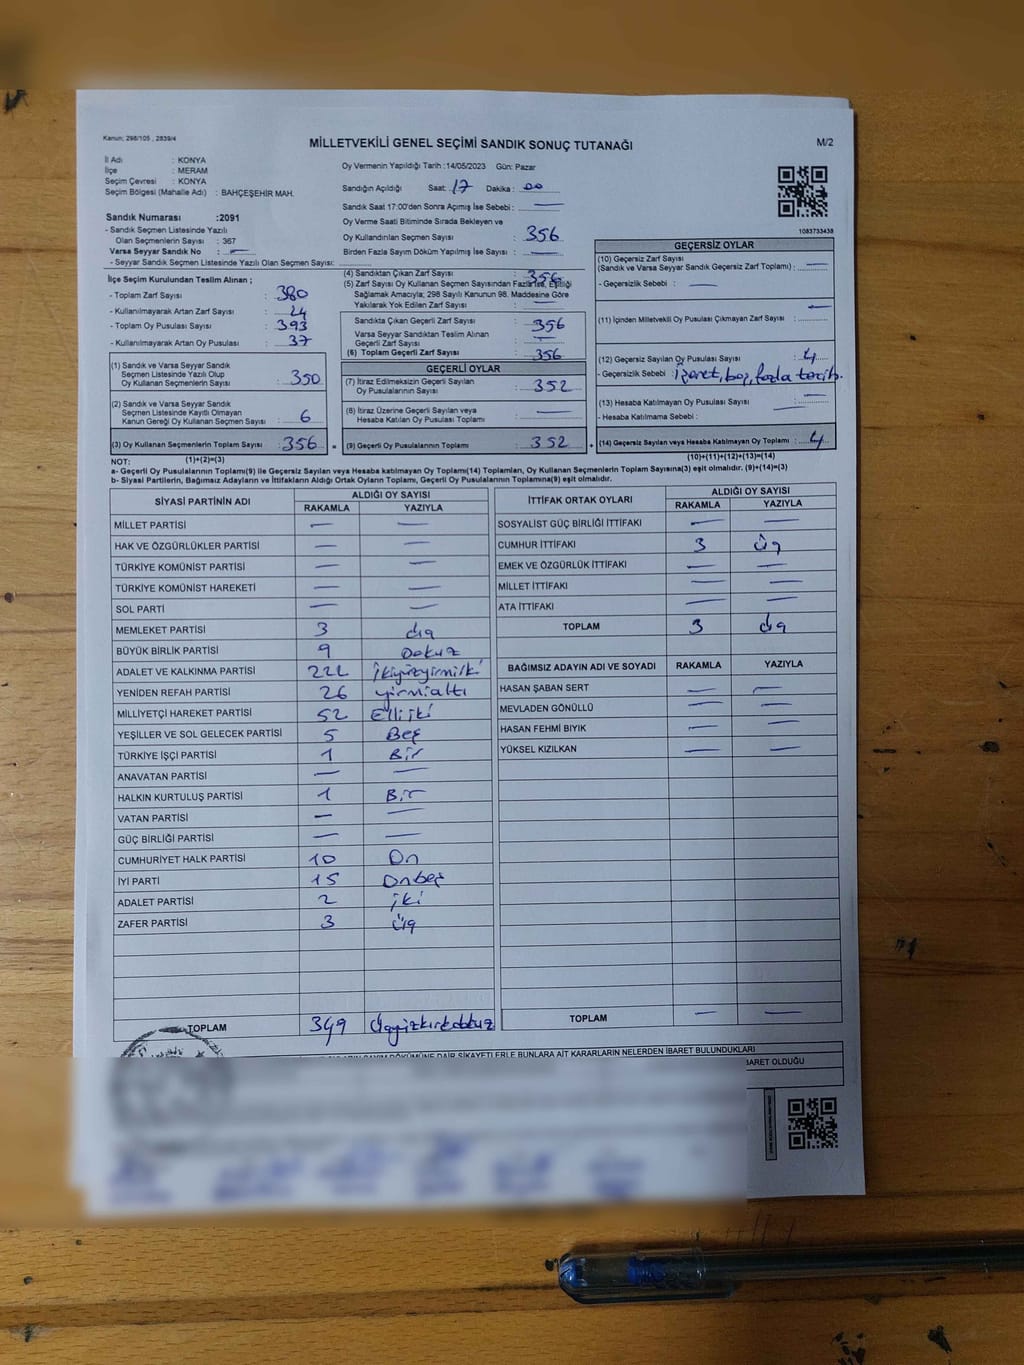 Kanun: 298/105 , 2839/4
MİLLETVEKİLİ GENEL SEÇİMİ SANDIK SONUÇ TUTANAĞI
M/2
İl Adı : KONYA
İlçe : MERAM
Seçim Çevresi : KONYA
Seçim Bölgesi (Mahalle Adı) : BAHÇEŞEHİR MAH.
Sandık Numarası :2091
- Sandık Seçmen Listesinde Yazılı
Olan Seçmenlerin Sayısı : 367
Varsa Seyyar Sandık No : —
- Seyyar Sandık Seçmen Listesinde Yazılı Olan Seçmen Sayısı:
Oy Vermenin Yapıldığı Tarih :14/05/2023 Gün: Pazar
Sandığın Açıldığı Saat: 17 Dakika : 00
Sandık Saat 17:00'den Sonra Açılmış İse Sebebi : —
Oy Verme Saati Bitiminde Sırada Bekleyen ve
Oy Kullandırılan Seçmen Sayısı : 356
Birden Fazla Sayım Döküm Yapılmış İse Sayısı : —
1083733438
İlçe Seçim Kurulundan Teslim Alınan ;
- Toplam Zarf Sayısı : 380
- Kullanılmayarak Artan Zarf Sayısı : 24
- Toplam Oy Pusulası Sayısı : 393
- Kullanılmayarak Artan Oy Pusulası : 37
(4) Sandıktan Çıkan Zarf Sayısı : 356
(5) Zarf Sayısı Oy Kullanan Seçmen Sayısından Fazla İse, Eşitliği
Sağlamak Amacıyla; 298 Sayılı Kanunun 98. Maddesine Göre
Yakılarak Yok Edilen Zarf Sayısı : —
Sandıkta Çıkan Geçerli Zarf Sayısı : 356
Varsa Seyyar Sandıktan Teslim Alınan
Geçerli Zarf Sayısı : —
(6) Toplam Geçerli Zarf Sayısı : 356
GEÇERSİZ OYLAR
(10) Geçersiz Zarf Sayısı
(Sandık ve Varsa Seyyar Sandık Geçersiz Zarf Toplamı) : —
- Geçersizlik Sebebi : —
(11) İçinden Milletvekili Oy Pusulası Çıkmayan Zarf Sayısı : —
(12) Geçersiz Sayılan Oy Pusulası Sayısı : 4
- Geçersizlik Sebebi : işaret, boş, fazla tercih.
(13) Hesaba Katılmayan Oy Pusulası Sayısı : —
- Hesaba Katılmama Sebebi : —
(14) Geçersiz Sayılan veya Hesaba Katılmayan Oy Toplamı : 4
(10)+(11)+(12)+(13)=(14)
(1) Sandık ve Varsa Seyyar Sandık
Seçmen Listesinde Yazılı Olup
Oy Kullanan Seçmenlerin Sayısı : 350
(2) Sandık ve Varsa Seyyar Sandık
Seçmen Listesinde Kayıtlı Olmayan
Kanun Gereği Oy Kullanan Seçmen Sayısı : 6
(3) Oy Kullanan Seçmenlerin Toplam Sayısı : 356 =
(1)+(2)=(3)
GEÇERLİ OYLAR
(7) İtiraz Edilmeksizin Geçerli Sayılan
Oy Pusulalarının Sayısı : 352
(8) İtiraz Üzerine Geçerli Sayılan veya
Hesaba Katılan Oy Pusulası Toplamı : —
(9) Geçerli Oy Pusulalarının Toplamı : 352 +
NOT:
a- Geçerli Oy Pusulalarının Toplamı(9) ile Geçersiz Sayılan veya Hesaba katılmayan Oy Toplamı(14) Toplamları, Oy Kullanan Seçmenlerin Toplam Sayısına(3) eşit olmalıdır. (9)+(14)=(3)
b- Siyasi Partilerin, Bağımsız Adayların ve İttifakların Aldığı Ortak Oyların Toplamı, Geçerli Oy Pusulalarının Toplamına(9) eşit olmalıdır.
SİYASİ PARTİNİN ADI ALDIĞI OY SAYISI
RAKAMLA YAZIYLA
MİLLET PARTİSİ — —
HAK VE ÖZGÜRLÜKLER PARTİSİ — —
TÜRKİYE KOMÜNİST PARTİSİ — —
TÜRKİYE KOMÜNİST HAREKETİ — —
SOL PARTİ — —
MEMLEKET PARTİSİ 3 üç
BÜYÜK BİRLİK PARTİSİ 9 Dokuz
ADALET VE KALKINMA PARTİSİ 222 ikiyüzyirmiiki
YENİDEN REFAH PARTİSİ 26 yirmialtı
MİLLİYETÇİ HAREKET PARTİSİ 52 Elliiki
YEŞİLLER VE SOL GELECEK PARTİSİ 5 Beş
TÜRKİYE İŞÇİ PARTİSİ 1 Bir
ANAVATAN PARTİSİ — —
HALKIN KURTULUŞ PARTİSİ 1 Bir
VATAN PARTİSİ — —
GÜÇ BİRLİĞİ PARTİSİ — —
CUMHURİYET HALK PARTİSİ 10 On
İYİ PARTİ 15 Onbeş
ADALET PARTİSİ 2 iki
ZAFER PARTİSİ 3 üç
TOPLAM 349 üçyüzkırkdokuz
İTTİFAK ORTAK OYLARI ALDIĞI OY SAYISI
RAKAMLA YAZIYLA
SOSYALİST GÜÇ BİRLİĞİ İTTİFAKI — —
CUMHUR İTTİFAKI 3 üç
EMEK VE ÖZGÜRLÜK İTTİFAKI — —
MİLLET İTTİFAKI — —
ATA İTTİFAKI — —
TOPLAM 3 üç
BAĞIMSIZ ADAYIN ADI VE SOYADI RAKAMLA YAZIYLA
HASAN ŞABAN SERT — —
MEVLADEN GÖNÜLLÜ — —
HASAN FEHMİ BIYIK — —
YÜKSEL KIZILKAN — —
TOPLAM — —
SAYIM DÖKÜMÜNE DAİR ŞİKAYETLERLE BUNLARA AİT KARARLARIN NELERDEN İBARET BULUNDUKLARI
BARET OLDUĞU